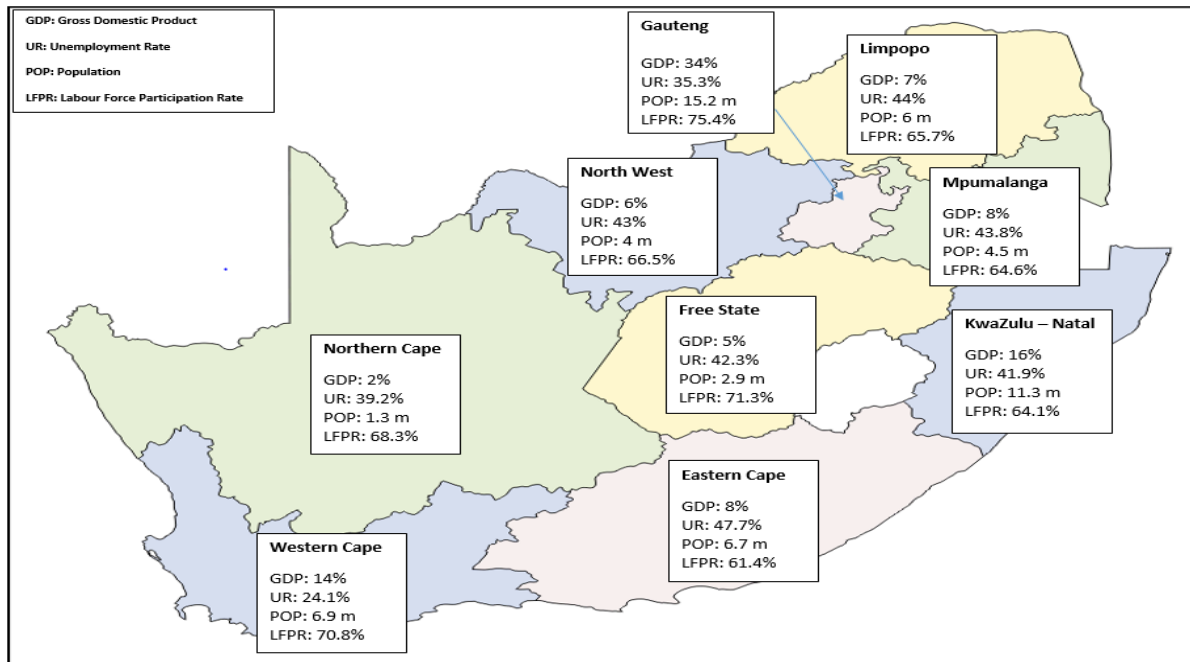 GDP: Gross Domestic Product
UR: Unemployment Rate
POP: Population
LFPR: Labour Force Participation Rate
Gauteng
GDP: 34%
UR: 35.3%
POP: 15.2 m
LFPR: 75.4%
Limpopo
GDP: 7%
UR: 44%
POP: 6 m
LFPR: 65.7%
North West
GDP: 6%
UR: 43%
POP: 4 m
LFPR: 66.5%
Mpumalanga
GDP: 8%
UR: 43.8%
POP: 4.5 m
LFPR: 64.6%
Free State
GDP: 5%
UR: 42.3%
POP: 2.9 m
LFPR: 71.3%
KwaZulu – Natal
GDP: 16%
UR: 41.9%
POP: 11.3 m
LFPR: 64.1%
Northern Cape
GDP: 2%
UR: 39.2%
POP: 1.3 m
LFPR: 68.3%
Eastern Cape
GDP: 8%
UR: 47.7%
POP: 6.7 m
LFPR: 61.4%
Western Cape
GDP: 14%
UR: 24.1%
POP: 6.9 m
LFPR: 70.8%